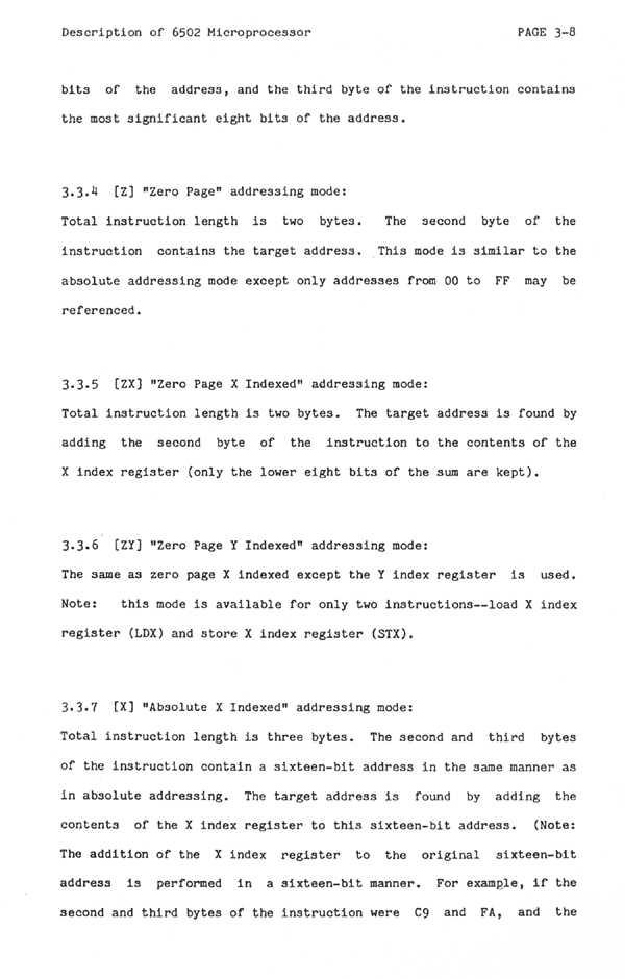 Description of 6502 Microprocessor PAGE 3-8
bits of the address, and the third byte of the instruction contains
the most significant eight bits of the address.
3.3.4 [Z] "Zero Page" addressing mode:
Total instruction length is two bytes. The second byte of the
instruction contains the target address. This mode is similar to the
absolute addressing mode except only addresses from 00 to FF may be
referenced.
3.3.5 [ZX] "Zero Page X Indexed" addressing mode:
Total instruction length is two bytes. The target address is found by
adding the second byte of the instruction to the contents of the
X index register (only the lower eight bits of the sum are kept).
3.3.6 [ZY] "Zero Page Y Indexed" addressing mode:
The same as zero page X indexed except the Y index register is used.
Note: this mode is available for only two instructions--load X index
register (LDX) and store X index register (STX).
3.3.7 [X] "Absolute X Indexed" addressing mode:
Total instruction length is three bytes. The second and third bytes
of the instruction contain a sixteen-bit address in the same manner as
in absolute addressing. The target address is found by adding the
contents of the X index register to this sixteen-bit address. (Note:
The addition of the X index register to the original sixteen-bit
address is performed in a sixteen-bit manner. For example, if the
second and third bytes of the instruction were C9 and FA, and the